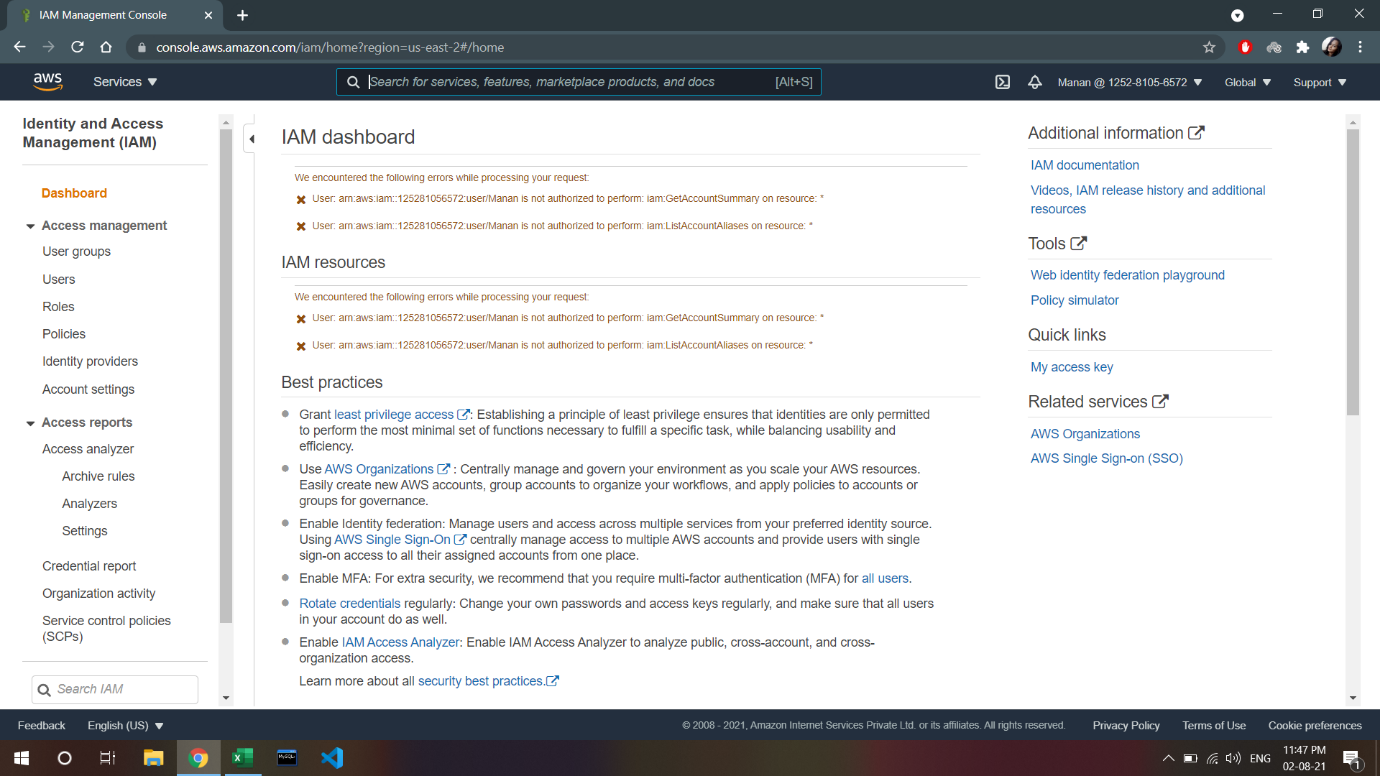 IAM Management Console
console.aws.amazon.com/iam/home?region=us-east-2#/home
aws
Services
Search for services, features, marketplace products, and docs
[Alt+S]
Manan @ 1252-8105-6572
Global
Support
Identity and Access
Management (IAM)
Dashboard
Access management
User groups
Users
Roles
Policies
Identity providers
Account settings
Access reports
Access analyzer
Archive rules
Analyzers
Settings
Credential report
Organization activity
Service control policies
(SCPs)
Search IAM
IAM dashboard
We encountered the following errors while processing your request:
User: arn:aws:iam::125281056572:user/Manan is not authorized to perform: iam:GetAccountSummary on resource: *
User: arn:aws:iam::125281056572:user/Manan is not authorized to perform: iam:ListAccountAliases on resource: *
IAM resources
We encountered the following errors while processing your request:
User: arn:aws:iam::125281056572:user/Manan is not authorized to perform: iam:GetAccountSummary on resource: *
User: arn:aws:iam::125281056572:user/Manan is not authorized to perform: iam:ListAccountAliases on resource: *
Best practices
Grant least privilege access : Establishing a principle of least privilege ensures that identities are only permitted
to perform the most minimal set of functions necessary to fulfill a specific task, while balancing usability and
efficiency.
Use AWS Organizations : Centrally manage and govern your environment as you scale your AWS resources.
Easily create new AWS accounts, group accounts to organize your workflows, and apply policies to accounts or
groups for governance.
Enable Identity federation: Manage users and access across multiple services from your preferred identity source.
Using AWS Single Sign-On centrally manage access to multiple AWS accounts and provide users with single
sign-on access to all their assigned accounts from one place.
Enable MFA: For extra security, we recommend that you require multi-factor authentication (MFA) for all users.
Rotate credentials regularly: Change your own passwords and access keys regularly, and make sure that all users
in your account do as well.
Enable IAM Access Analyzer: Enable IAM Access Analyzer to analyze public, cross-account, and cross-
organization access.
Learn more about all security best practices.
Additional information
IAM documentation
Videos, IAM release history and additional
resources
Tools
Web identity federation playground
Policy simulator
Quick links
My access key
Related services
AWS Organizations
AWS Single Sign-on (SSO)
Feedback
English (US)
© 2008 - 2021, Amazon Internet Services Private Ltd. or its affiliates. All rights reserved.
Privacy Policy
Terms of Use
Cookie preferences
MySQL
ENG
11:47 PM
02-08-21
1